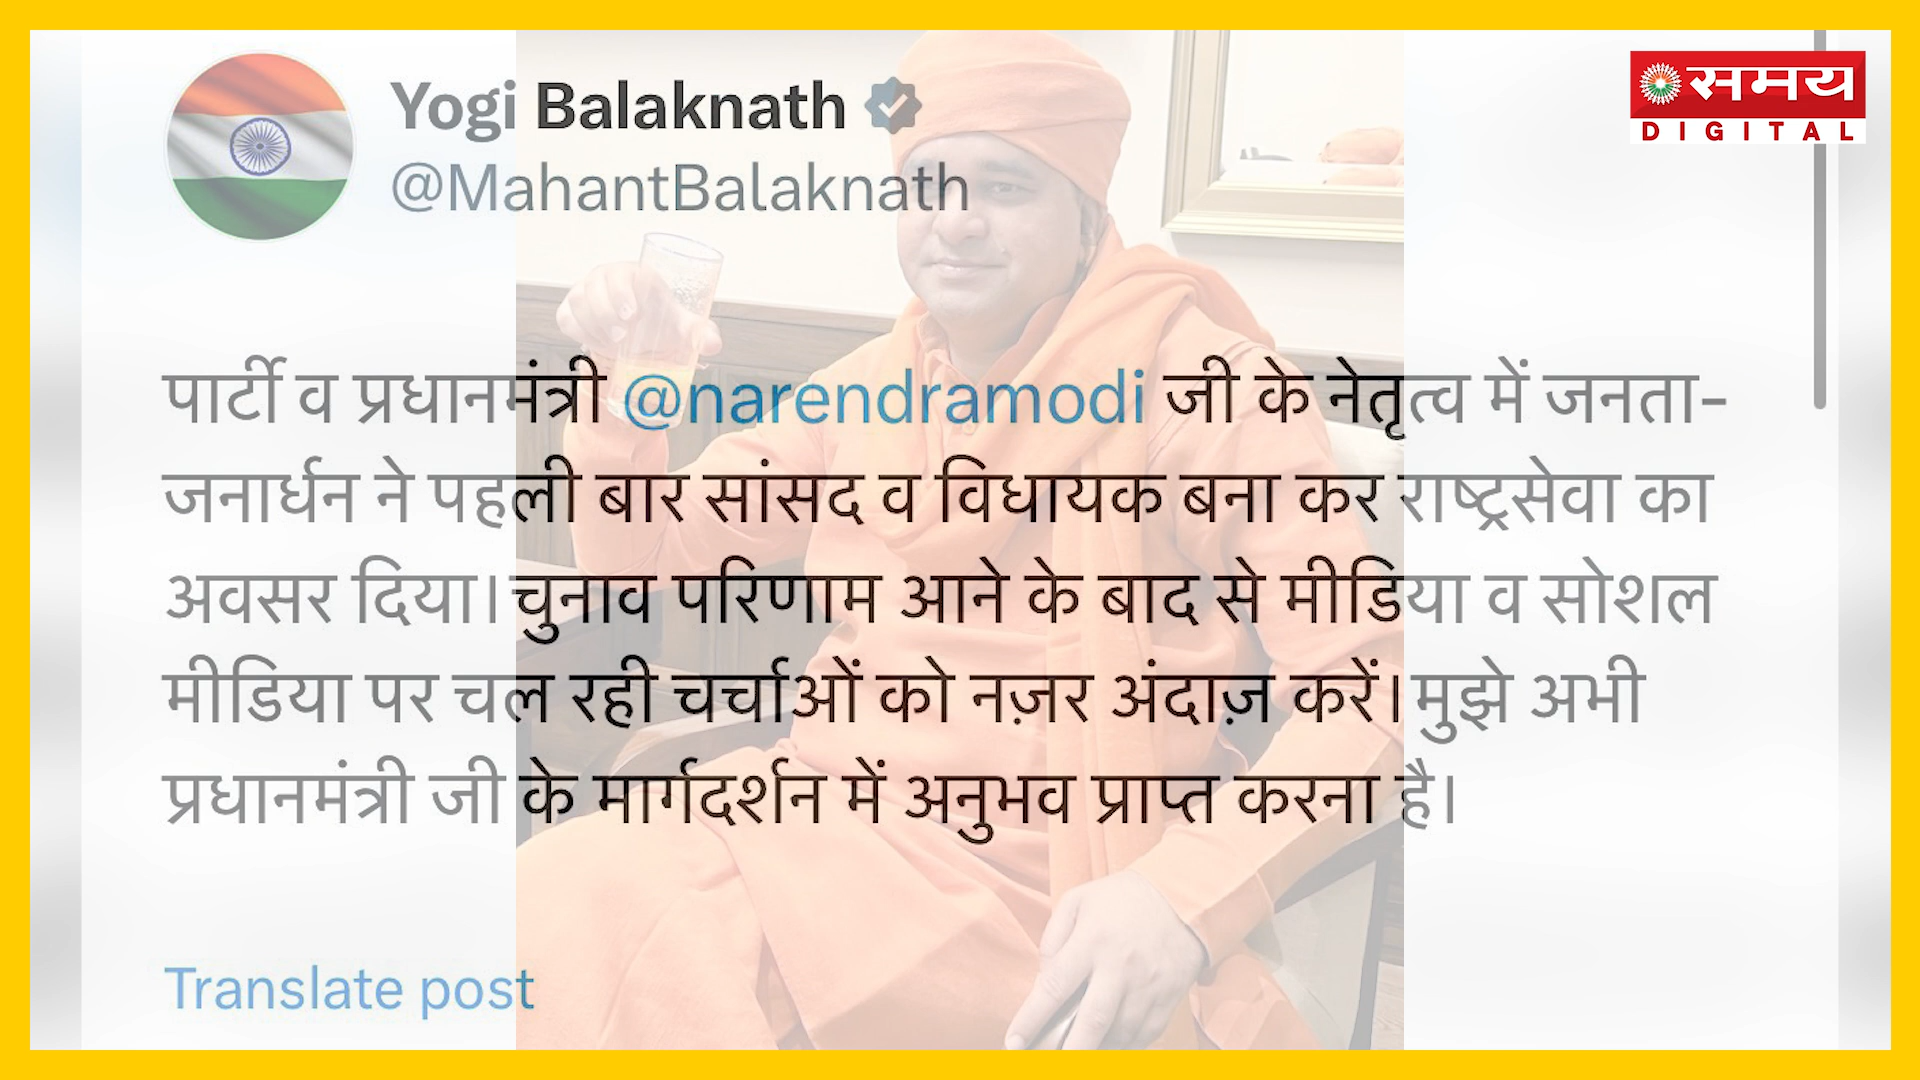 समय
DIGITAL
Yogi Balaknath
@MahantBalaknath
पार्टी व प्रधानमंत्री @narendramodi जी के नेतृत्व में जनता-
जनार्धन ने पहली बार सांसद व विधायक बना कर राष्ट्रसेवा का
अवसर दिया। चुनाव परिणाम आने के बाद से मीडिया व सोशल
मीडिया पर चल रही चर्चाओं को नज़र अंदाज़ करें। मुझे अभी
प्रधानमंत्री जी के मार्गदर्शन में अनुभव प्राप्त करना है।
Translate post